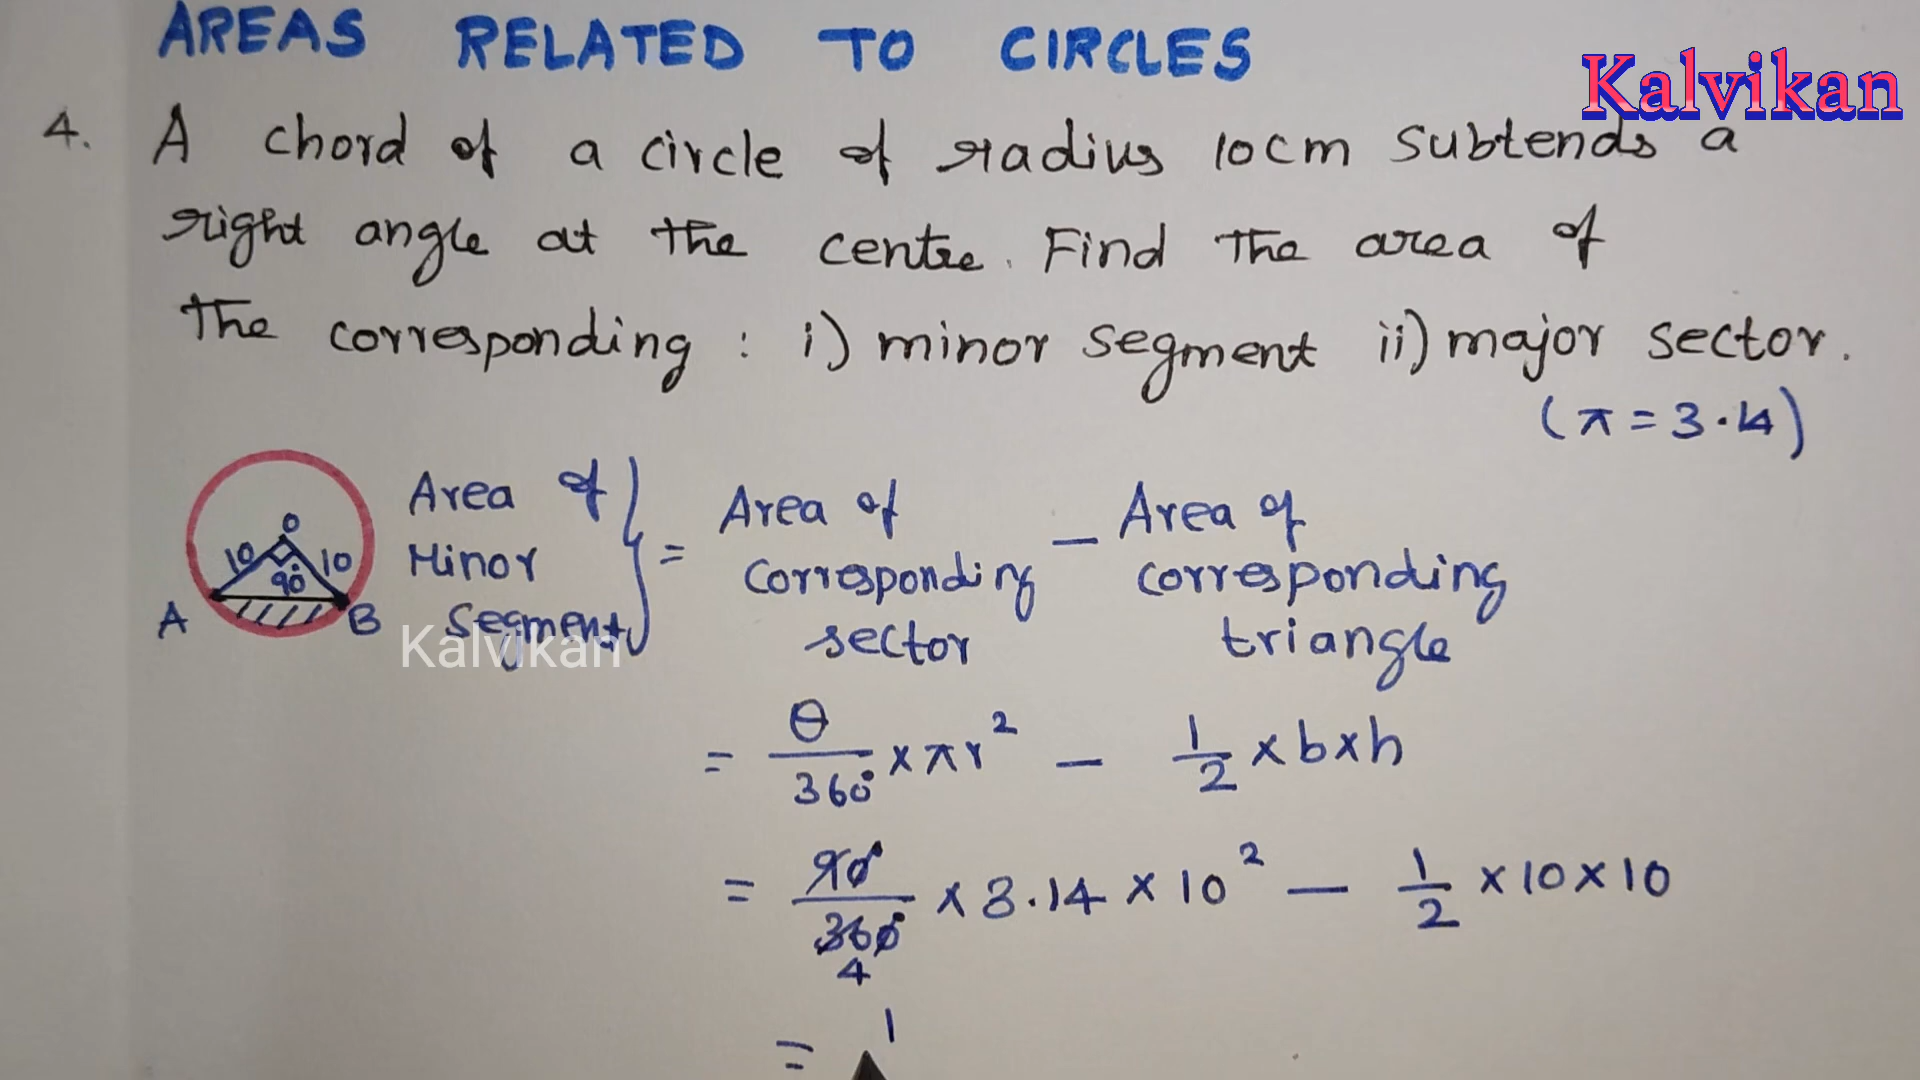 AREAS RELATED TO CIRCLES
Kalvikan
4. A chord of a circle of radius 10cm subtends a
right angle at the centre. Find the area of
the corresponding : i) minor segment ii) major sector.
(π = 3.14)
O
10 10
90°
A B
Area of Minor Segment } = Area of corresponding sector − Area of corresponding triangle
Kalvikan
= θ/360° × πr² − 1/2 × b × h
= 90°/360° × 3.14 × 10² − 1/2 × 10 × 10
4
= 1